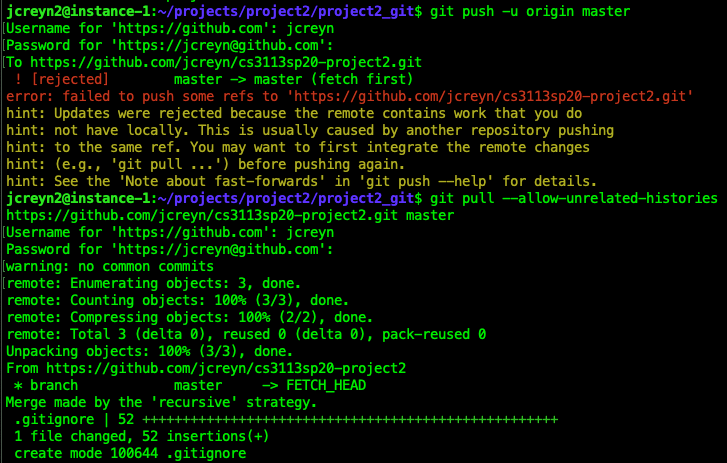 jcreyn2@instance-1:~/projects/project2/project2_git$ git push -u origin master
Username for 'https://github.com': jcreyn
Password for 'https://jcreyn@github.com':
To https://github.com/jcreyn/cs3113sp20-project2.git
 ! [rejected]        master -> master (fetch first)
error: failed to push some refs to 'https://github.com/jcreyn/cs3113sp20-project2.git'
hint: Updates were rejected because the remote contains work that you do
hint: not have locally. This is usually caused by another repository pushing
hint: to the same ref. You may want to first integrate the remote changes
hint: (e.g., 'git pull ...') before pushing again.
hint: See the 'Note about fast-forwards' in 'git push --help' for details.
jcreyn2@instance-1:~/projects/project2/project2_git$ git pull --allow-unrelated-histories
https://github.com/jcreyn/cs3113sp20-project2.git master
Username for 'https://github.com': jcreyn
Password for 'https://jcreyn@github.com':
warning: no common commits
remote: Enumerating objects: 3, done.
remote: Counting objects: 100% (3/3), done.
remote: Compressing objects: 100% (2/2), done.
remote: Total 3 (delta 0), reused 0 (delta 0), pack-reused 0
Unpacking objects: 100% (3/3), done.
From https://github.com/jcreyn/cs3113sp20-project2
 * branch            master     -> FETCH_HEAD
Merge made by the 'recursive' strategy.
 .gitignore | 52 ++++++++++++++++++++++++++++++++++++++++++++++++++++
 1 file changed, 52 insertions(+)
 create mode 100644 .gitignore